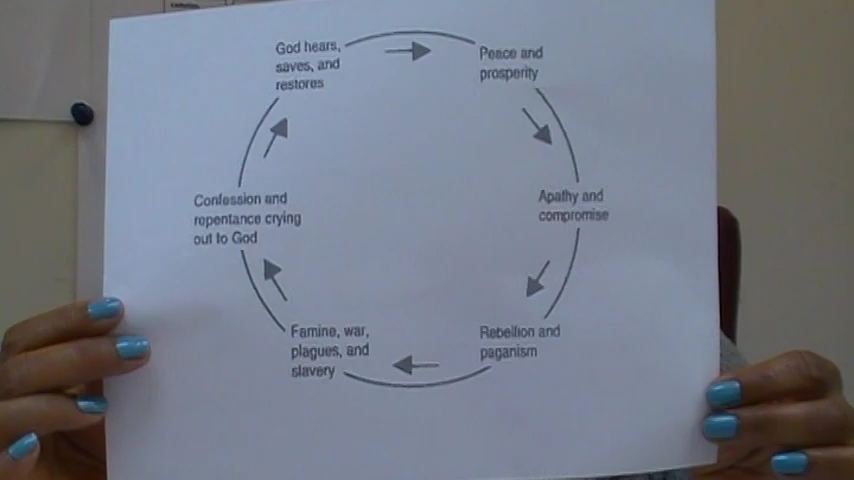 God hears,
saves, and
restores
Peace and
prosperity
Apathy and
compromise
Rebellion and
paganism
Famine, war,
plagues, and
slavery
Confession and
repentance crying
out to God